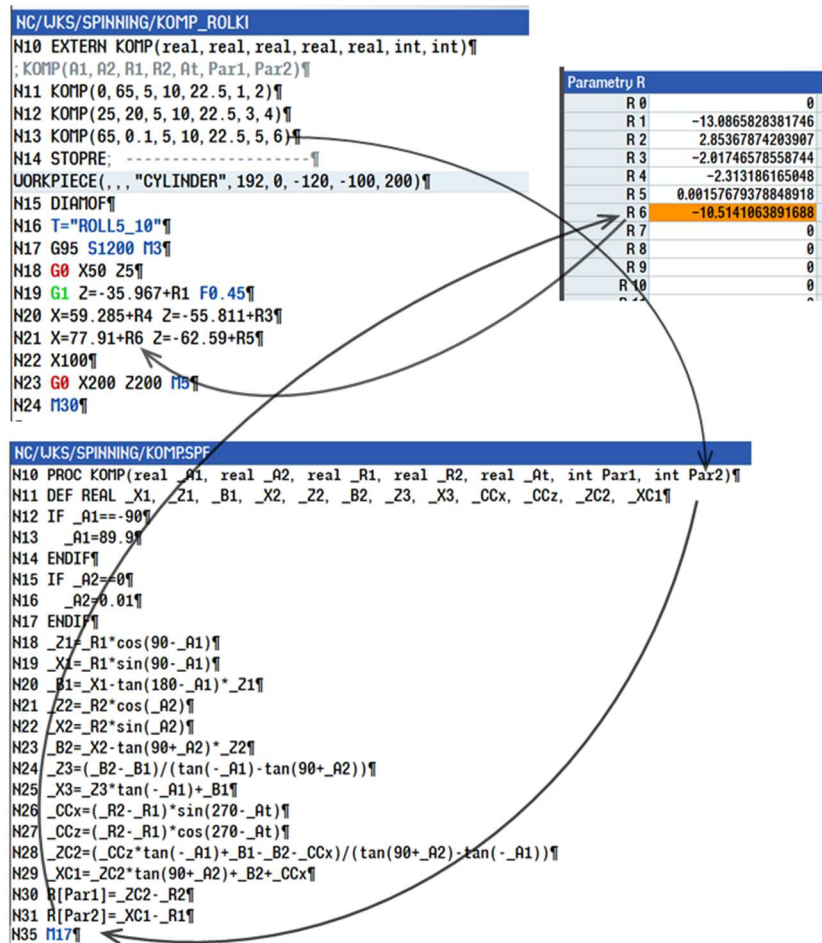 NC/WKS/SPINNING/KOMP_ROLKI
N10 EXTERN KOMP(real,real,real,real,real,int,int)¶
;KOMP(A1,A2,R1,R2,At,Par1,Par2)¶
N11 KOMP(0,65,5,10,22.5,1,2)¶
N12 KOMP(25,20,5,10,22.5,3,4)¶
N13 KOMP(65,0.1,5,10,22.5,5,6)¶
N14 STOPRE; -------------------¶
WORKPIECE(,,,"CYLINDER",192,0,-120,-100,200)¶
N15 DIAMOF¶
N16 T="ROLL5_10"¶
N17 G95 S1200 M3¶
N18 G0 X50 Z5¶
N19 G1 Z=-35.967+R1 F0.45¶
N20 X=59.285+R4 Z=-55.811+R3¶
N21 X=77.91+R6 Z=-62.59+R5¶
N22 X100¶
N23 G0 X200 Z200 M5¶
N24 M30¶
Parametry R
R 0 0
R 1 -13.0865828381746
R 2 2.85367874203907
R 3 -2.01746578558744
R 4 -2.313186165048
R 5 0.00157679378848918
R 6 -10.5141063891688
R 7 0
R 8 0
R 9 0
R 10 0
NC/WKS/SPINNING/KOMP.SPF
N10 PROC KOMP(real _A1, real _A2, real _R1, real _R2, real _At, int Par1, int Par2)¶
N11 DEF REAL _X1, _Z1, _B1, _X2, _Z2, _B2, _Z3, _X3, _CCx, _CCz, _ZC2, _XC1¶
N12 IF _A1==-90¶
N13 _A1=89.9¶
N14 ENDIF¶
N15 IF _A2==0¶
N16 _A2=0.01¶
N17 ENDIF¶
N18 _Z1=_R1*cos(90-_A1)¶
N19 _X1=_R1*sin(90-_A1)¶
N20 _B1=_X1-tan(180-_A1)*_Z1¶
N21 _Z2=_R2*cos(_A2)¶
N22 _X2=_R2*sin(_A2)¶
N23 _B2=_X2-tan(90+_A2)*_Z2¶
N24 _Z3=(_B2-_B1)/(tan(-_A1)-tan(90+_A2))¶
N25 _X3=_Z3*tan(-_A1)+_B1¶
N26 _CCx=(_R2-_R1)*sin(270-_At)¶
N27 _CCz=(_R2-_R1)*cos(270-_At)¶
N28 _ZC2=(_CCz*tan(-_A1)+_B1-_B2-_CCx)/(tan(90+_A2)-tan(-_A1))¶
N29 _XC1=_ZC2*tan(90+_A2)+_B2+_CCx¶
N30 R[Par1]=_ZC2-_R2¶
N31 R[Par2]=_XC1-_R1¶
N35 M17¶